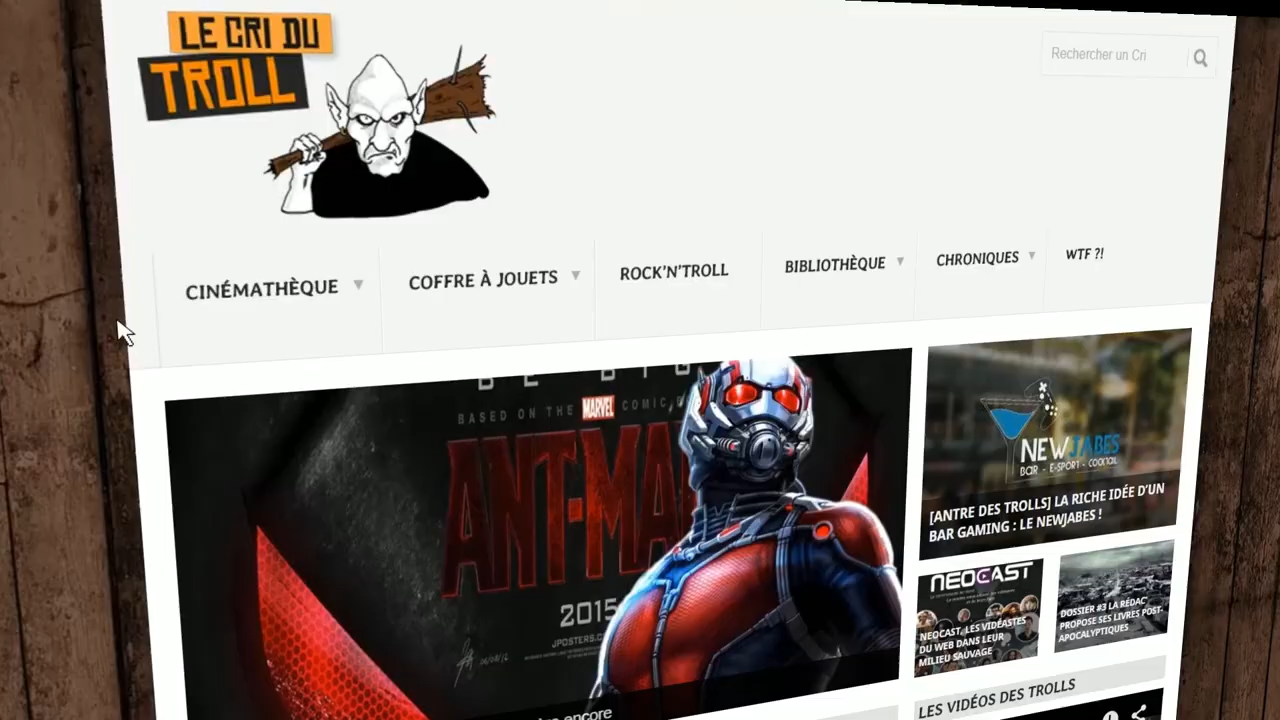 LE CRI DU
TROLL
Rechercher un Cri
CINÉMATHÈQUE
COFFRE À JOUETS
ROCK'N'TROLL
BIBLIOTHÈQUE
CHRONIQUES
WTF ?!
BASED ON THE MARVEL COMIC
ANT-MA
2015
NEWJABES
BAR - E-SPORT - COCKTAIL
[ANTRE DES TROLLS] LA RICHE IDÉE D'UN
BAR GAMING : LE NEWJABES !
NEOCAST
NEOCAST, LES VIDÉASTES
DU WEB DANS LEUR
MILIEU SAUVAGE
DOSSIER #3 LA RÉDAC'
PROPOSE SES LIVRES POST-
APOCALYPTIQUES
LES VIDÉOS DES TROLLS
encore